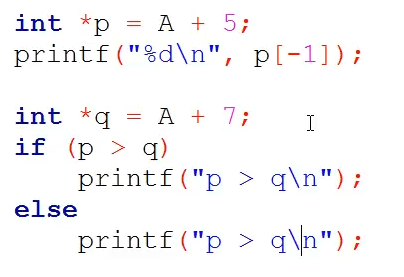 int *p = A + 5;
printf("%d\n", p[-1]);
int *q = A + 7;
if (p > q)
printf("p > q\n");
else
printf("p > q\n");